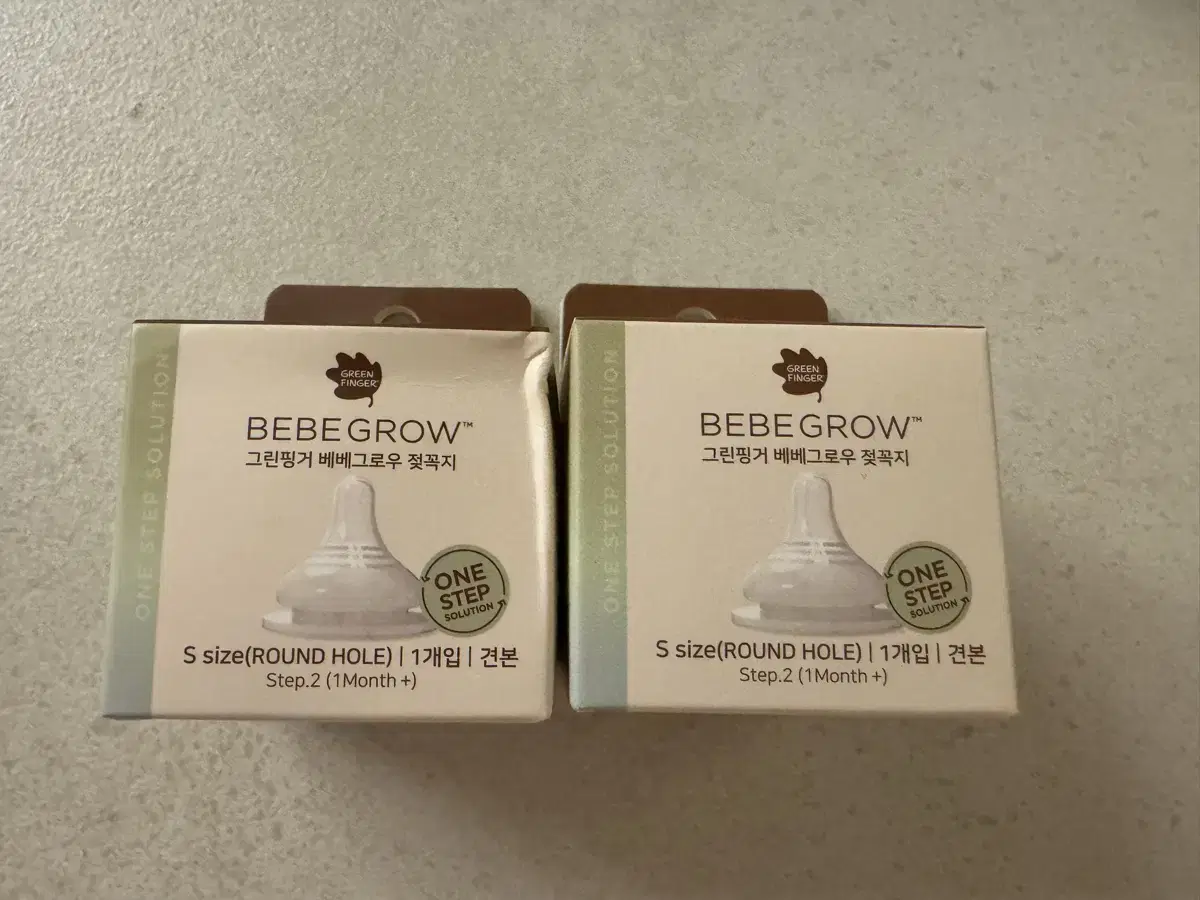 ONE STEP SOLUTION
GREEN
FINGER
BEBEGROW™
그린핑거 베베그로우 젖꼭지
ONE
STEP
SOLUTION
S size(ROUND HOLE) | 1개입 | 견본
Step.2 (1Month +)
ONE STEP SOLUTION
GREEN
FINGER
BEBEGROW™
그린핑거 베베그로우 젖꼭지
ONE
STEP
SOLUTION
S size(ROUND HOLE) | 1개입 | 견본
Step.2 (1Month +)